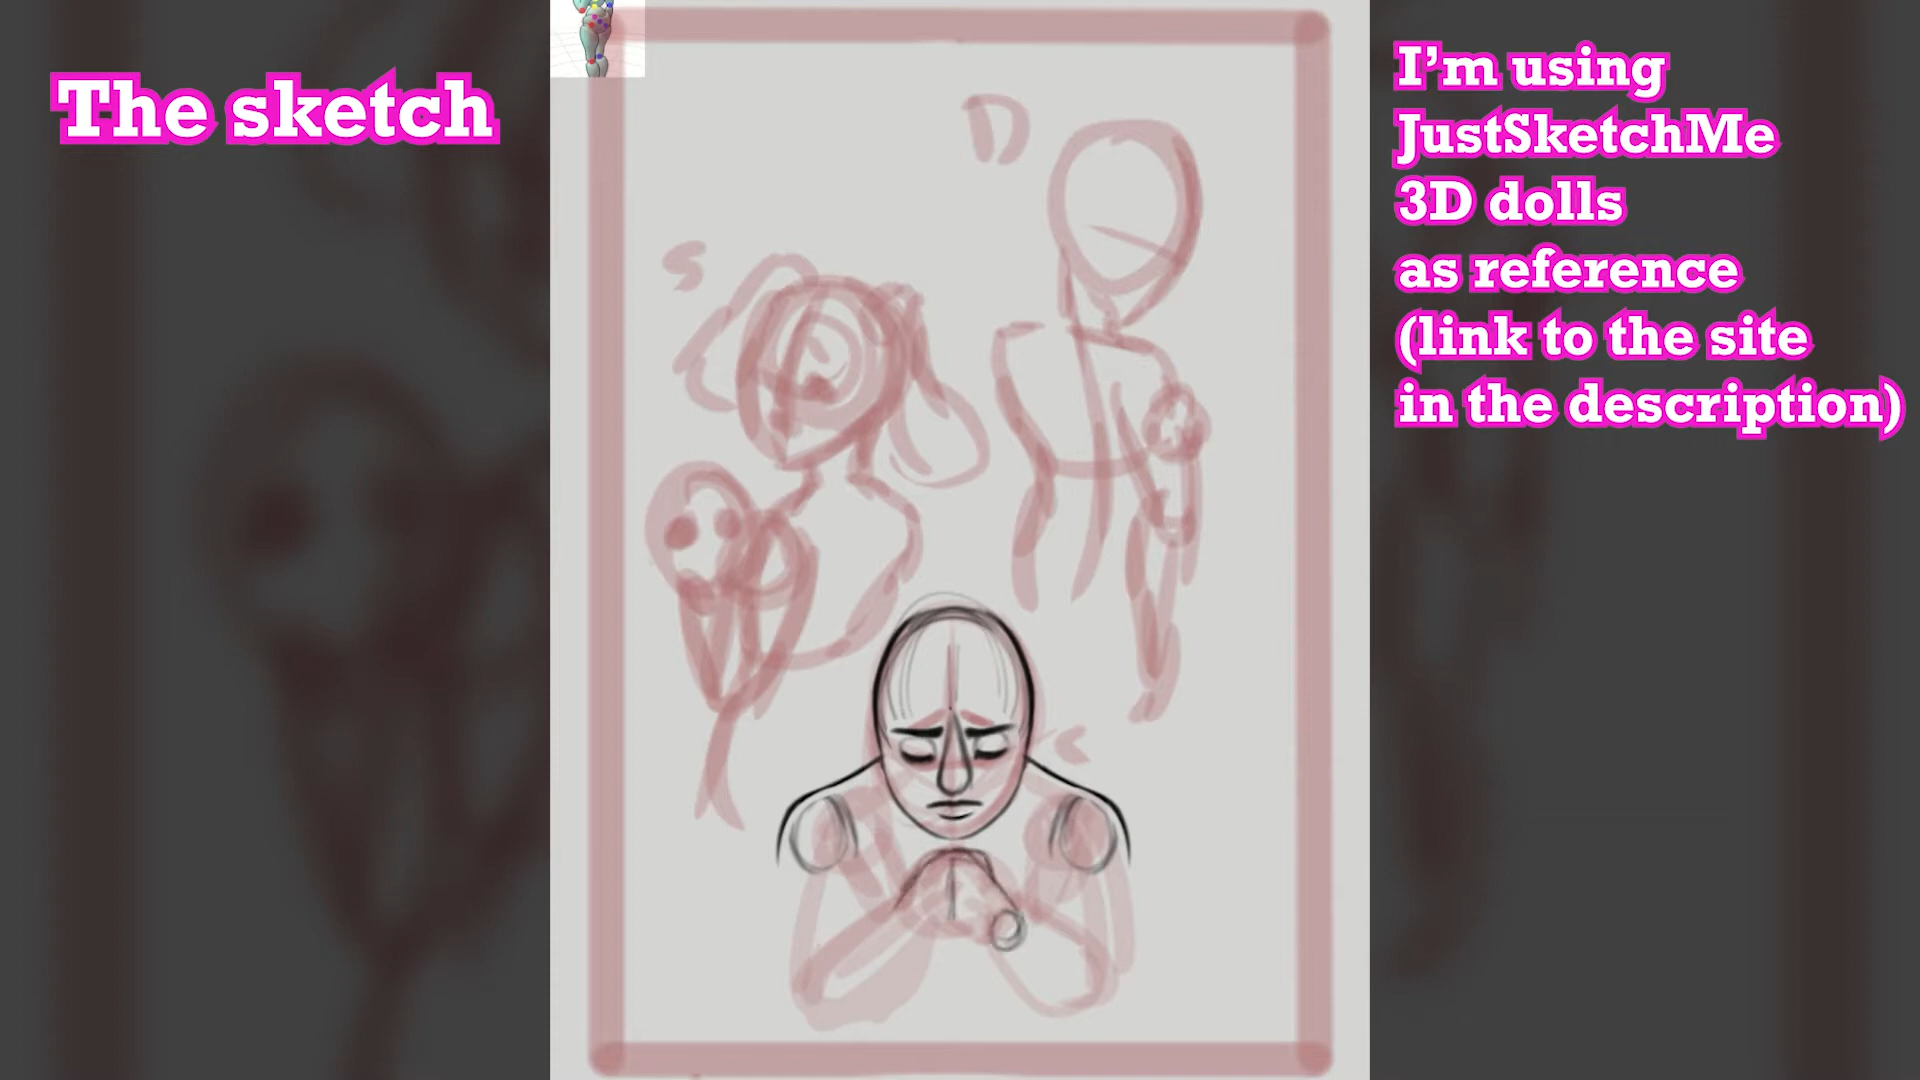 The sketch
I’m using
JustSketchMe
3D dolls
as reference
(link to the site
in the description)
D
S
C